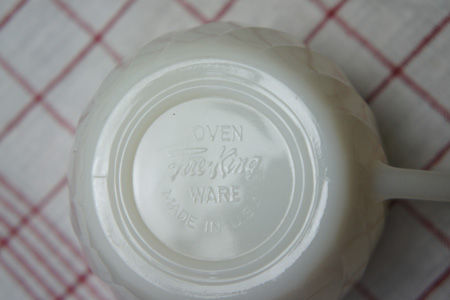 OVEN
Fire-King
WARE
MADE IN U.S.A.